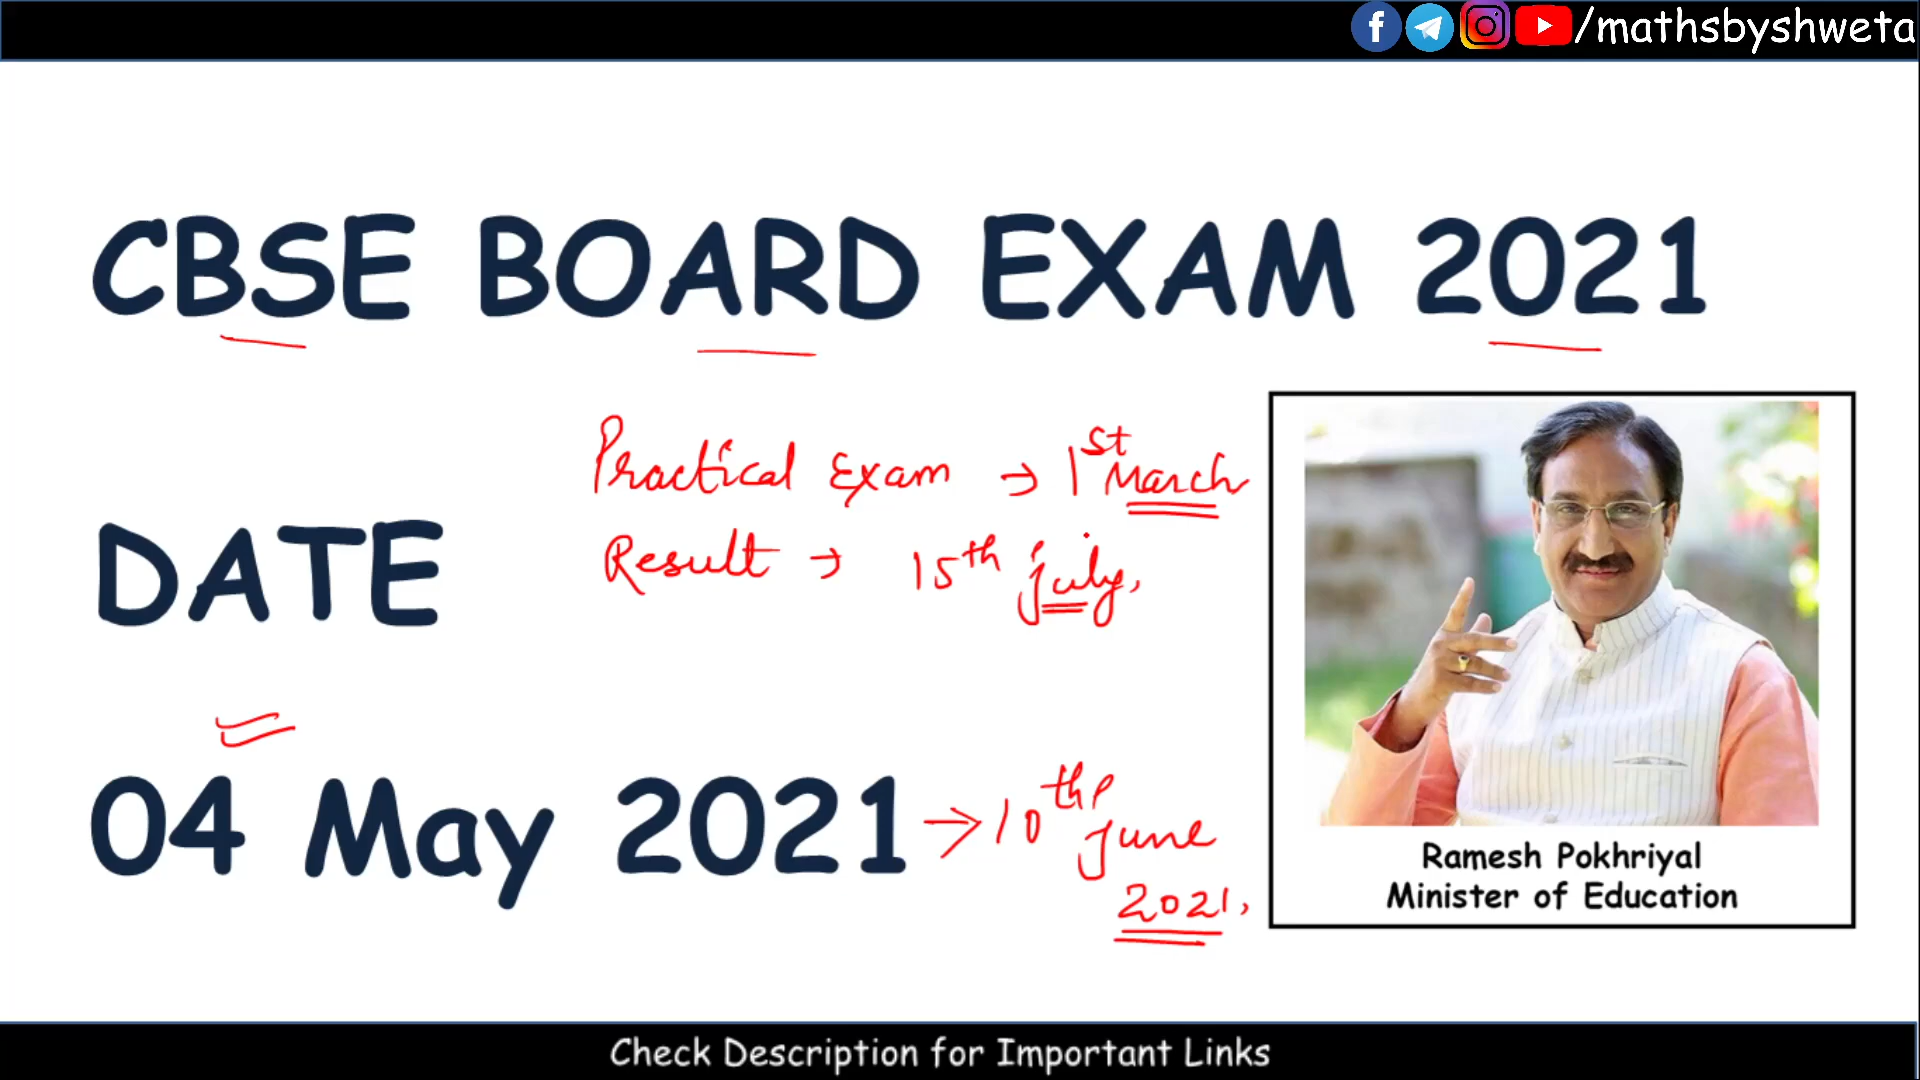 /mathsbyshweta
CBSE BOARD EXAM 2021
Practical Exam → 1st March
DATE
Result → 15th july,
04 May 2021 → 10th june
2021,
Ramesh Pokhriyal
Minister of Education
Check Description for Important Links